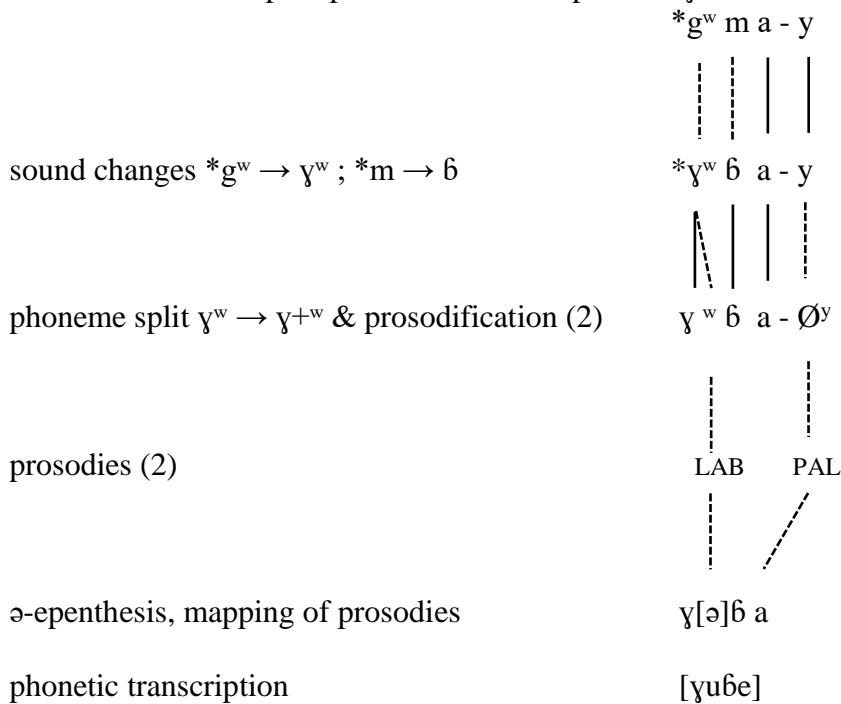 *gʷ m a - y
sound changes *gʷ → ɣʷ ; *m → ɓ *ɣʷ ɓ a - y
phoneme split ɣʷ → ɣ+ʷ & prosodification (2) ɣ ʷ ɓ a - Øʸ
prosodies (2) LAB PAL
ə-epenthesis, mapping of prosodies ɣ[ə]ɓ a
phonetic transcription [ɣuɓe]